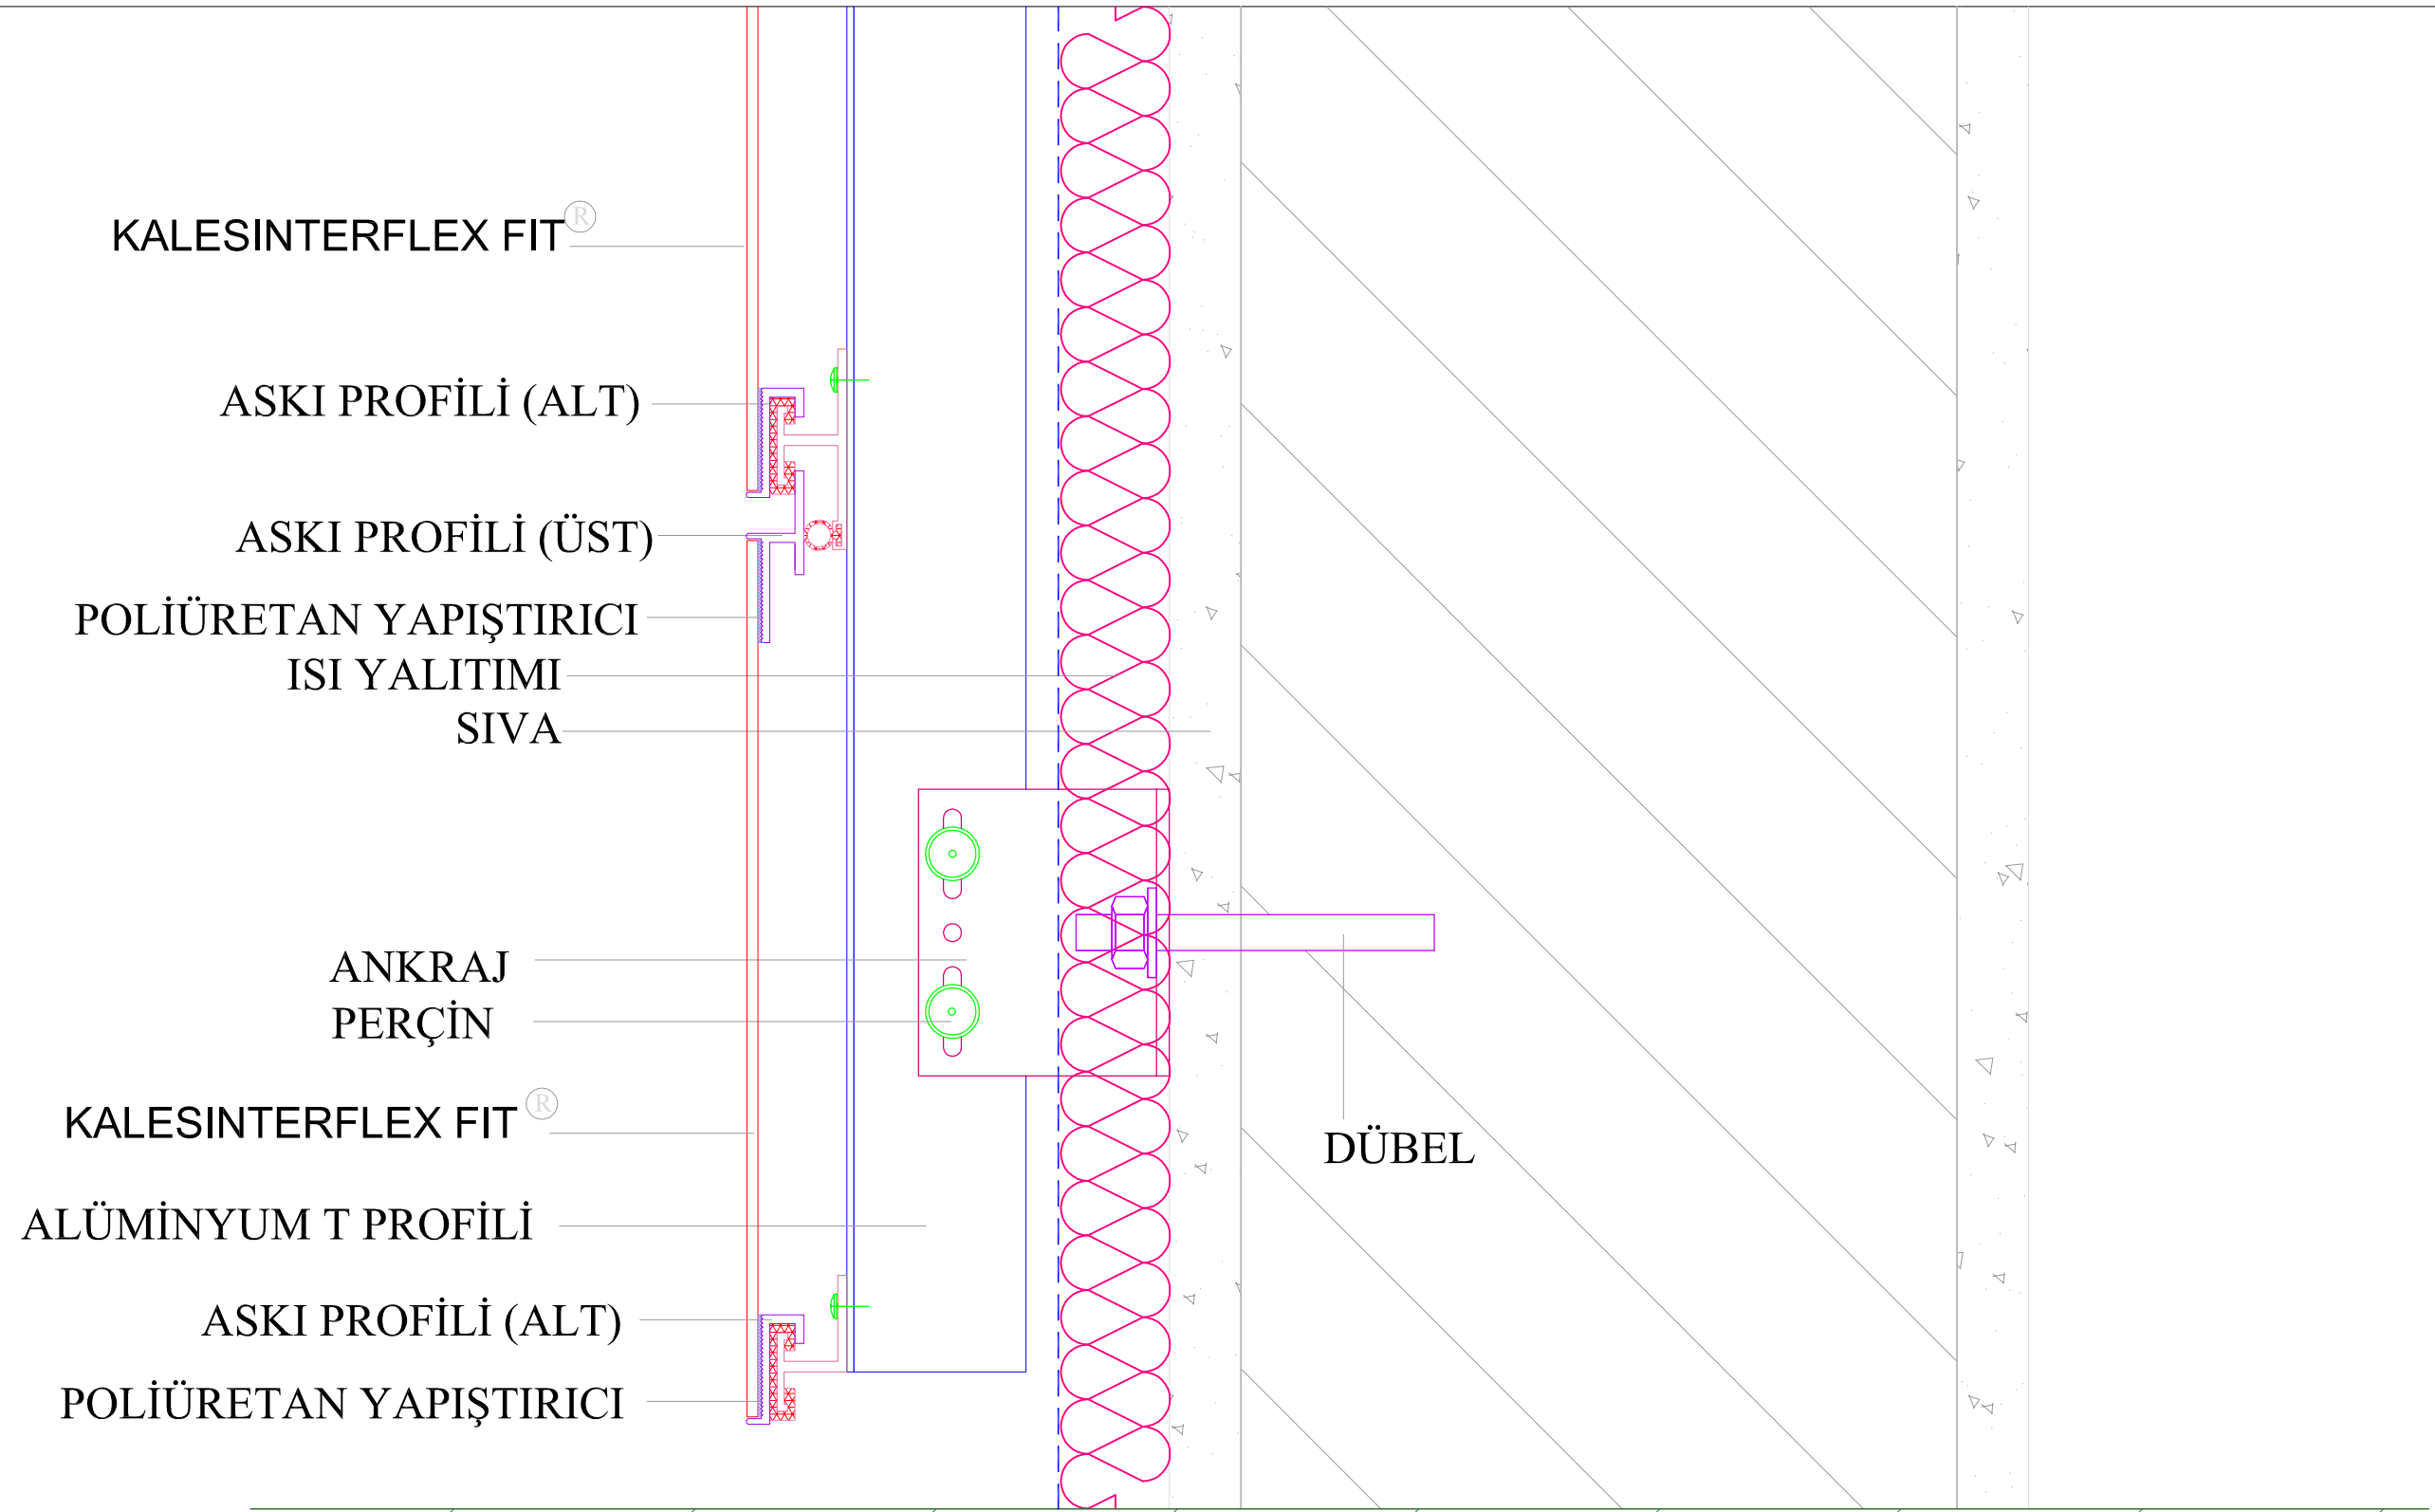 KALESINTERFLEX FIT®
ASKI PROFİLİ (ALT)
ASKI PROFİLİ (ÜST)
POLİÜRETAN YAPIŞTIRICI
ISI YALITIMI
SIVA
ANKRAJ
PERÇİN
KALESINTERFLEX FIT®
DÜBEL
ALÜMİNYUM T PROFİLİ
ASKI PROFİLİ (ALT)
POLİÜRETAN YAPIŞTIRICI